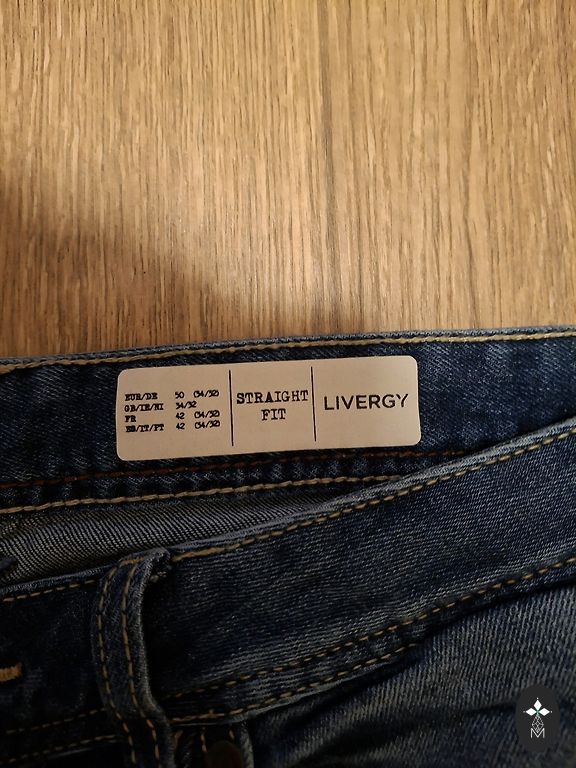 EUR/DE 50 (34/32)
GB/IE/NI 34/32
FR 42 (34/32)
ES/IT/PT 42 (34/32)
STRAIGHT
FIT
LIVERGY
M